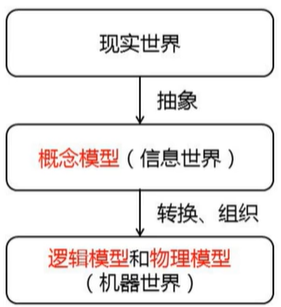 现实世界
抽象
概念模型（信息世界）
转换、组织
逻辑模型和物理模型
（机器世界）